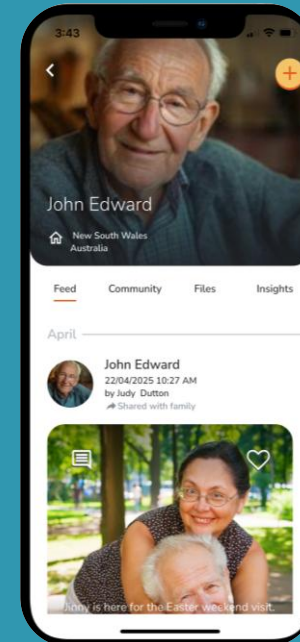 3:43
John Edward
New South Wales
Australia
Feed Community Files Insights
April
John Edward
22/04/2025 10:27 AM
by Judy Dutton
Shared with family
Jinny is here for the Easter weekend visit.